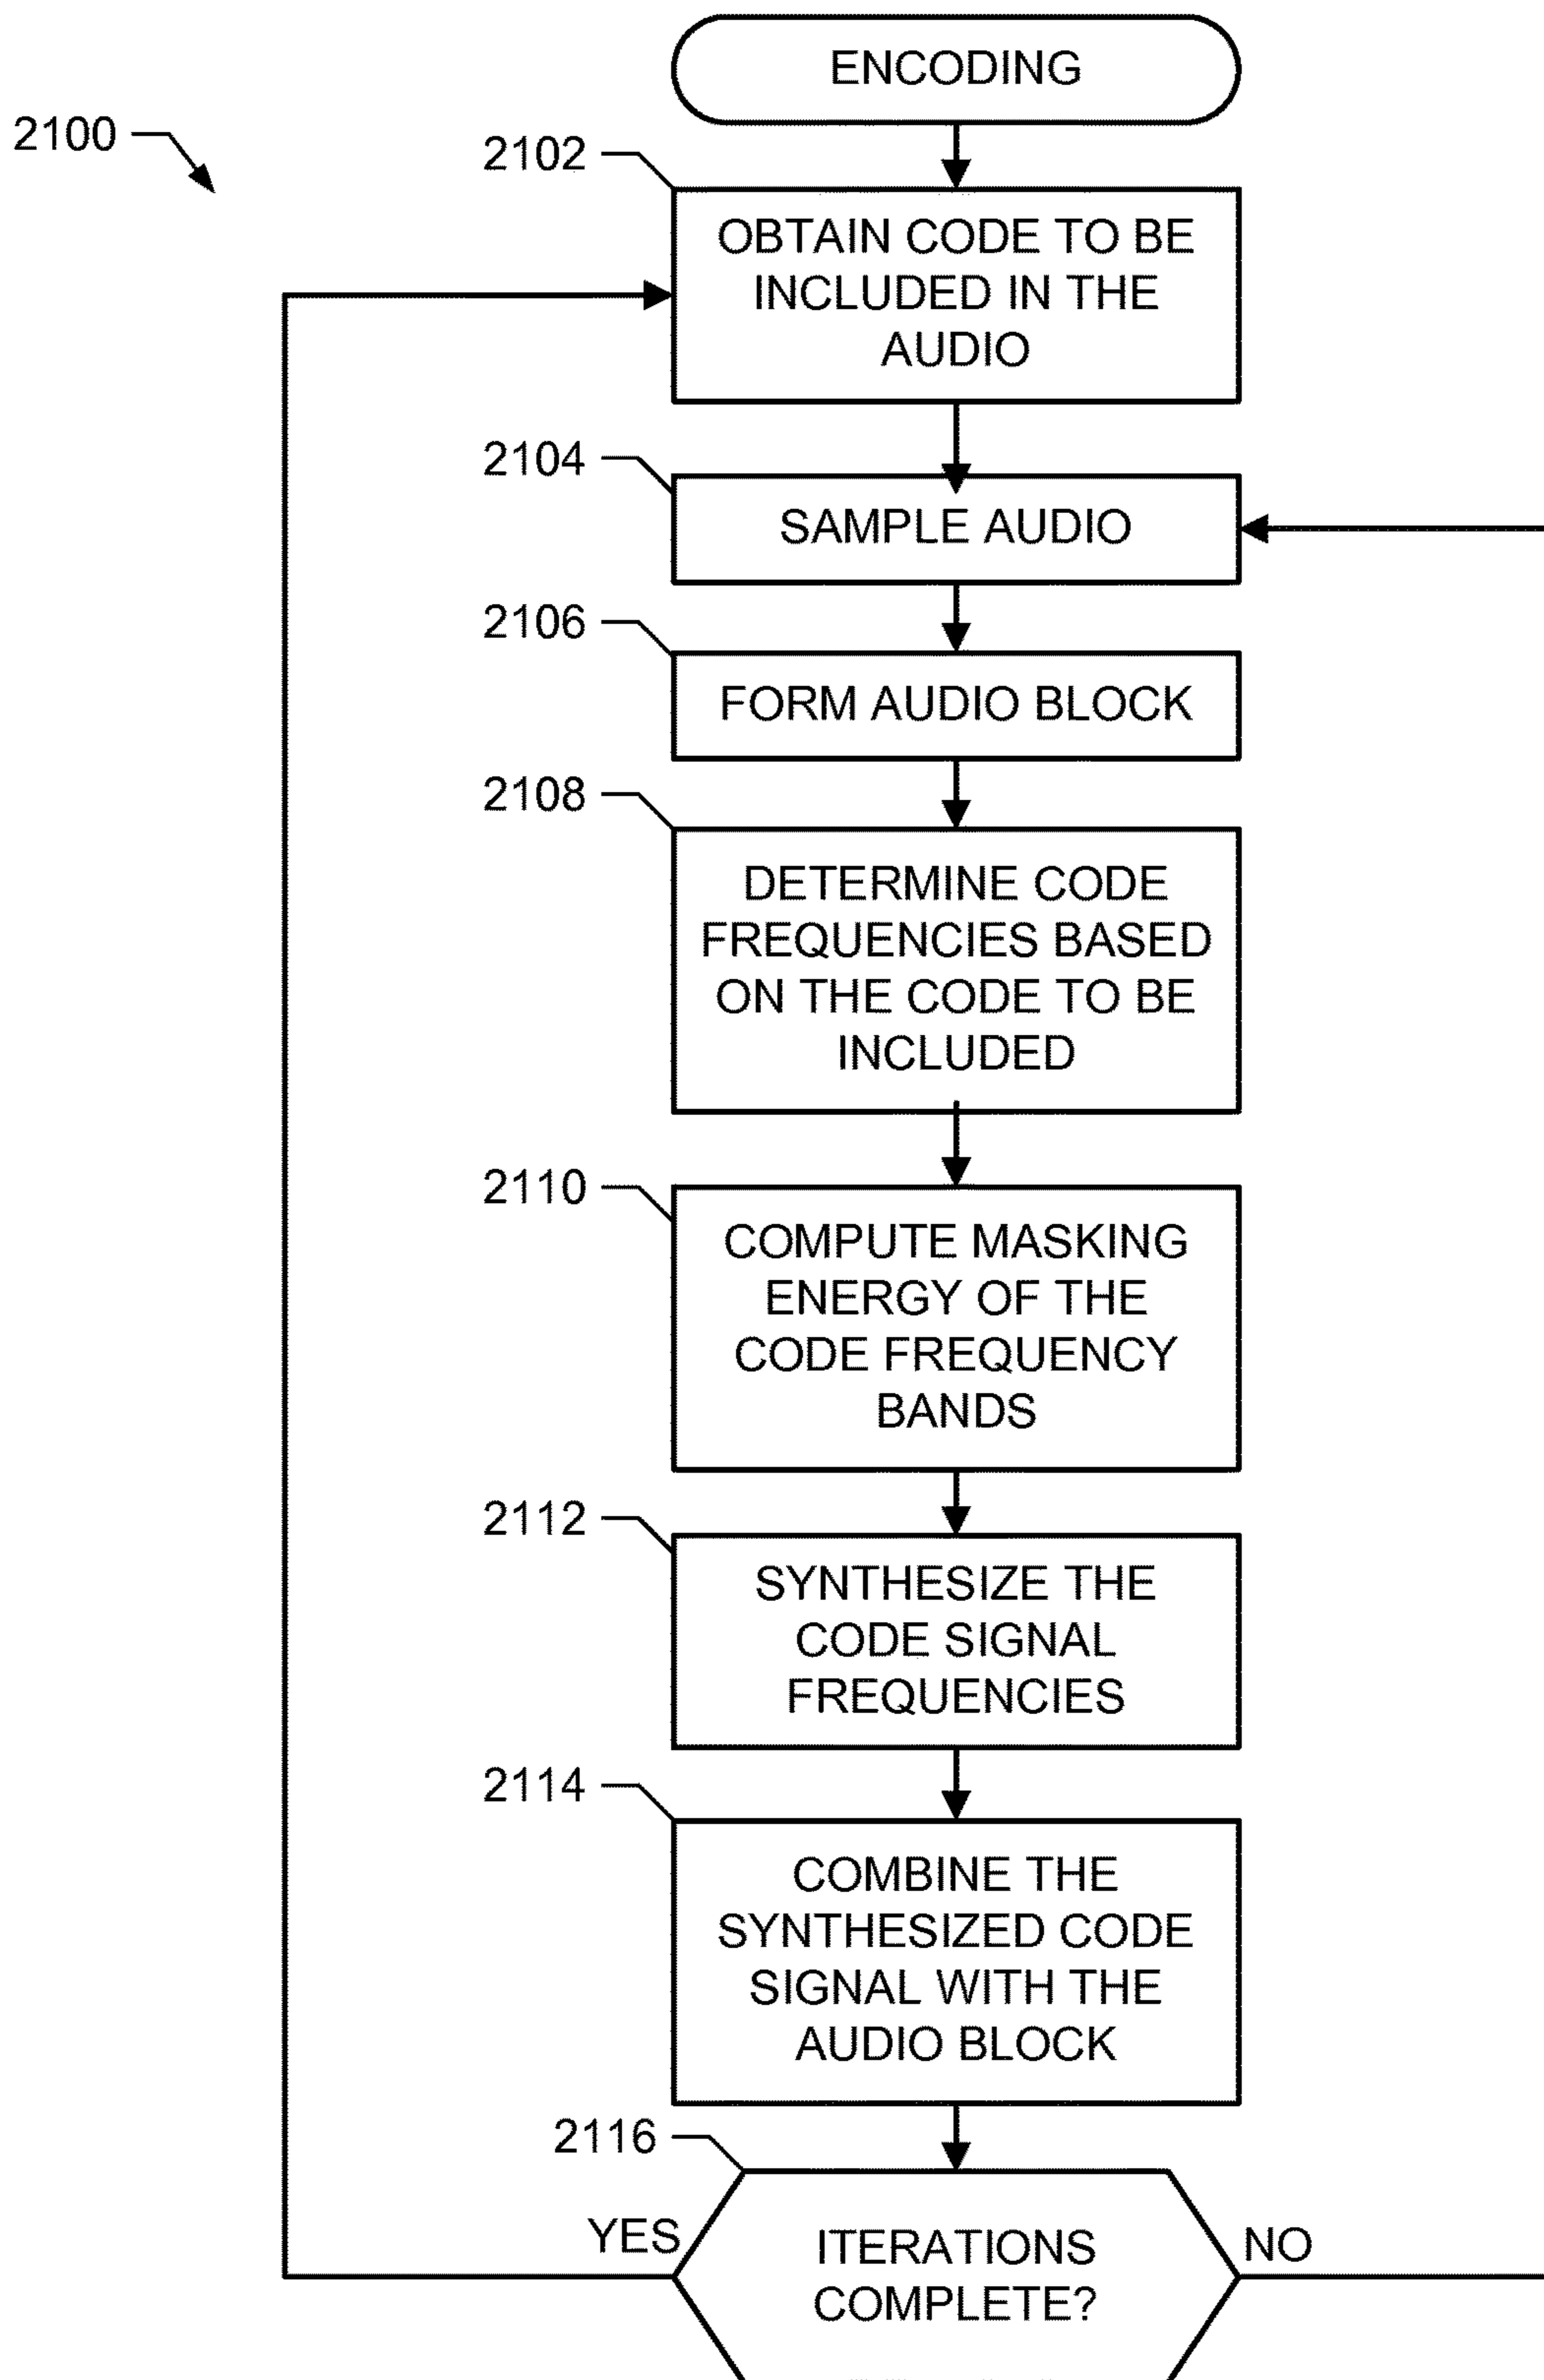 ENCODING
2100
2102
OBTAIN CODE TO BE
INCLUDED IN THE
AUDIO
2104
SAMPLE AUDIO
2106
FORM AUDIO BLOCK
2108
DETERMINE CODE
FREQUENCIES BASED
ON THE CODE TO BE
INCLUDED
2110
COMPUTE MASKING
ENERGY OF THE
CODE FREQUENCY
BANDS
2112
SYNTHESIZE THE
CODE SIGNAL
FREQUENCIES
2114
COMBINE THE
SYNTHESIZED CODE
SIGNAL WITH THE
AUDIO BLOCK
2116
YES
ITERATIONS
COMPLETE?
NO